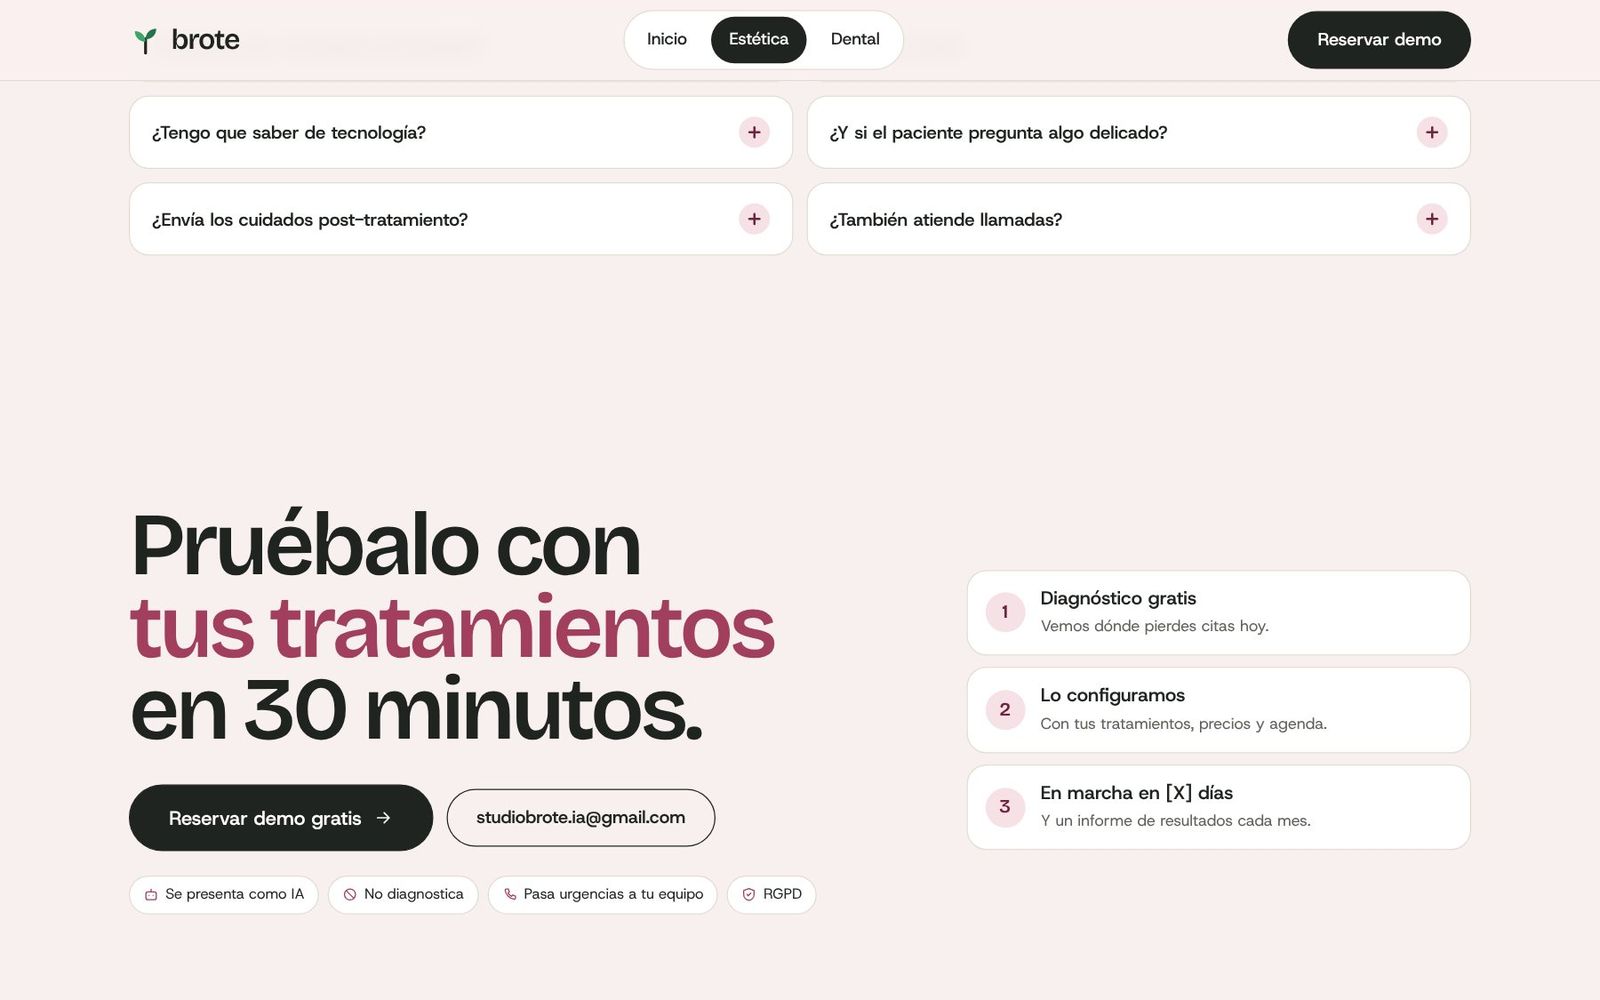 brote
Inicio
Estética
Dental
Reservar demo
¿Tengo que saber de tecnología?
¿Y si el paciente pregunta algo delicado?
¿Envía los cuidados post-tratamiento?
¿También atiende llamadas?
Pruébalo con
tus tratamientos
en 30 minutos.
Reservar demo gratis →
studiobrote.ia@gmail.com
Se presenta como IA
No diagnostica
Pasa urgencias a tu equipo
RGPD
1
Diagnóstico gratis
Vemos dónde pierdes citas hoy.
2
Lo configuramos
Con tus tratamientos, precios y agenda.
3
En marcha en [X] días
Y un informe de resultados cada mes.